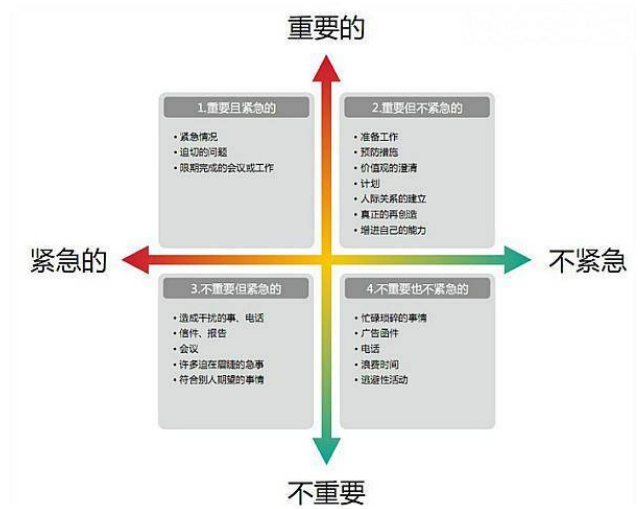 重要的
1.重要且紧急的
• 紧急情况
• 迫切的问题
• 限期完成的会议或工作
2.重要但不紧急的
• 准备工作
• 预防措施
• 价值观的澄清
• 计划
• 人际关系的建立
• 真正的再创造
• 增进自己的能力
紧急的
不紧急
3.不重要但紧急的
• 造成干扰的事、电话
• 信件、报告
• 会议
• 许多迫在眉睫的急事
• 符合别人期望的事情
4.不重要也不紧急的
• 忙碌琐碎的事情
• 广告函件
• 电话
• 浪费时间
• 逃避性活动
不重要